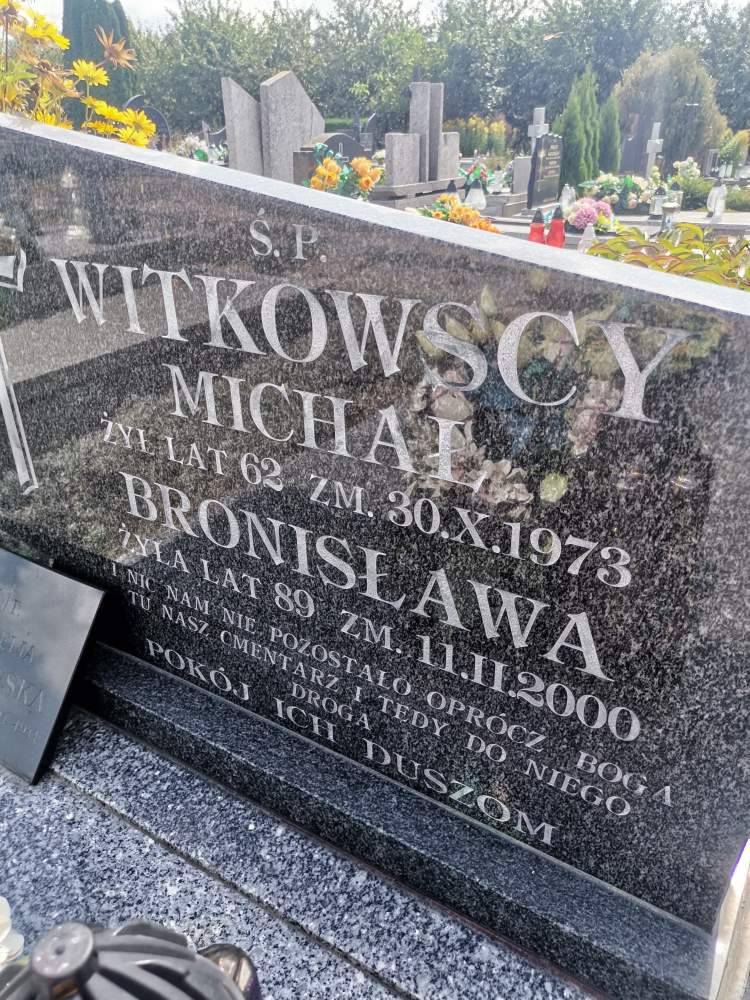 Ś.P.
WITKOWSCY
MICHAŁ
ŻYŁ LAT 62 ZM. 30.X.1973
BRONISŁAWA
ŻYŁA LAT 89 ZM. 11.II.2000
I NIC NAM NIE POZOSTAŁO OPRÓCZ BOGA
TU NASZ CMENTARZ I TĘDY DO NIEGO
DROGA
POKÓJ ICH DUSZOM
SKA